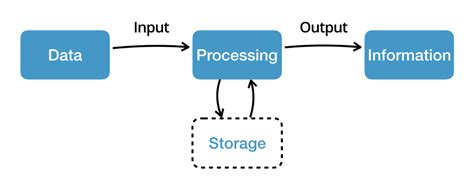 Input
Output
Data
Processing
Information
Storage